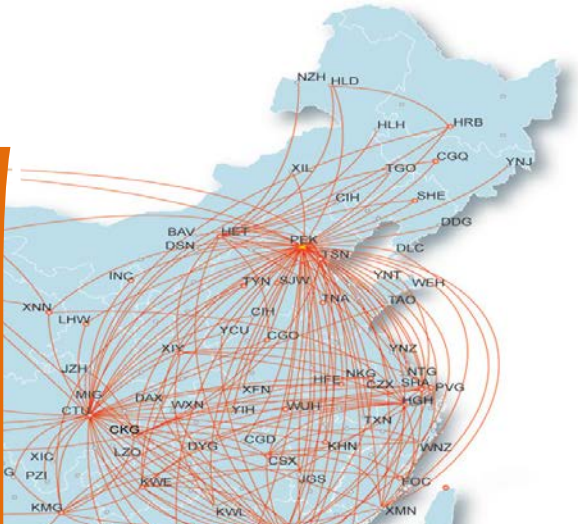 NZH HLD
HLH HRB
XIL TGO CGQ YNJ
CIH SHE
BAV HET PEK DDG
DSN TSN DLC
INC TYN SJW YNT WEH
XNN TNA TAO
LHW CIH
YCU CGO
XIY YNZ
JZH HFE NKG NTG
MIG DAX XFN CZX SHA PVG
CTU WXN YIH WUH HGH
CKG TXN
LZO DYG CGD KHN WNZ
XIC CSX
G PZI KWE JGS FOC
KMG KWL XMN